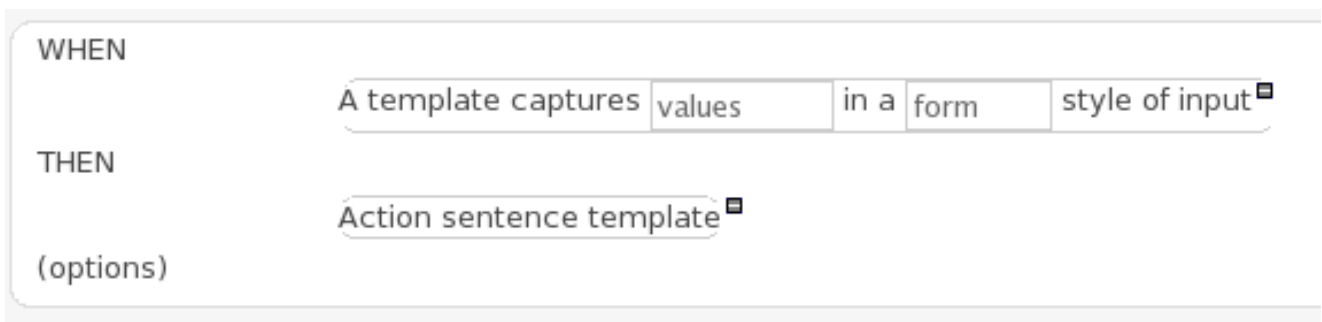 WHEN
A template captures values in a form style of input
THEN
Action sentence template
(options)